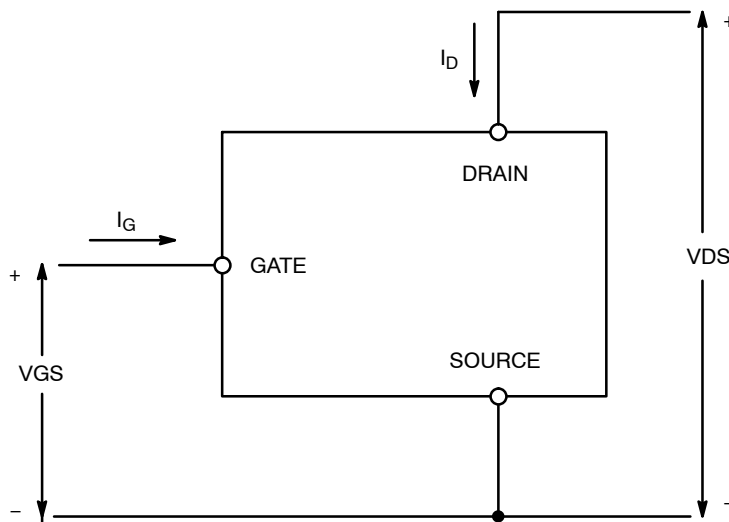 +
+
I_D
DRAIN
I_G
GATE
VDS
+
SOURCE
VGS
−
−